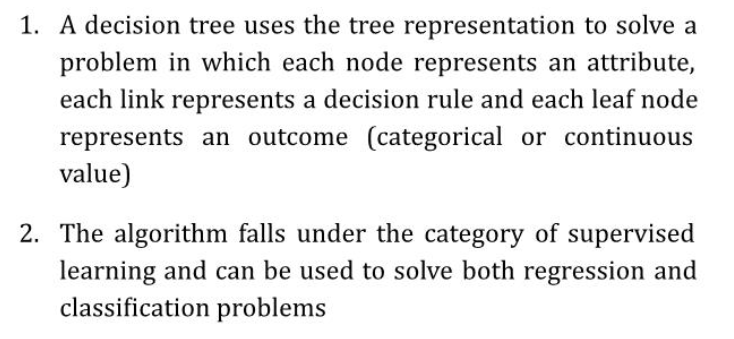 1. A decision tree uses the tree representation to solve a
problem in which each node represents an attribute,
each link represents a decision rule and each leaf node
represents an outcome (categorical or continuous
value)
2. The algorithm falls under the category of supervised
learning and can be used to solve both regression and
classification problems